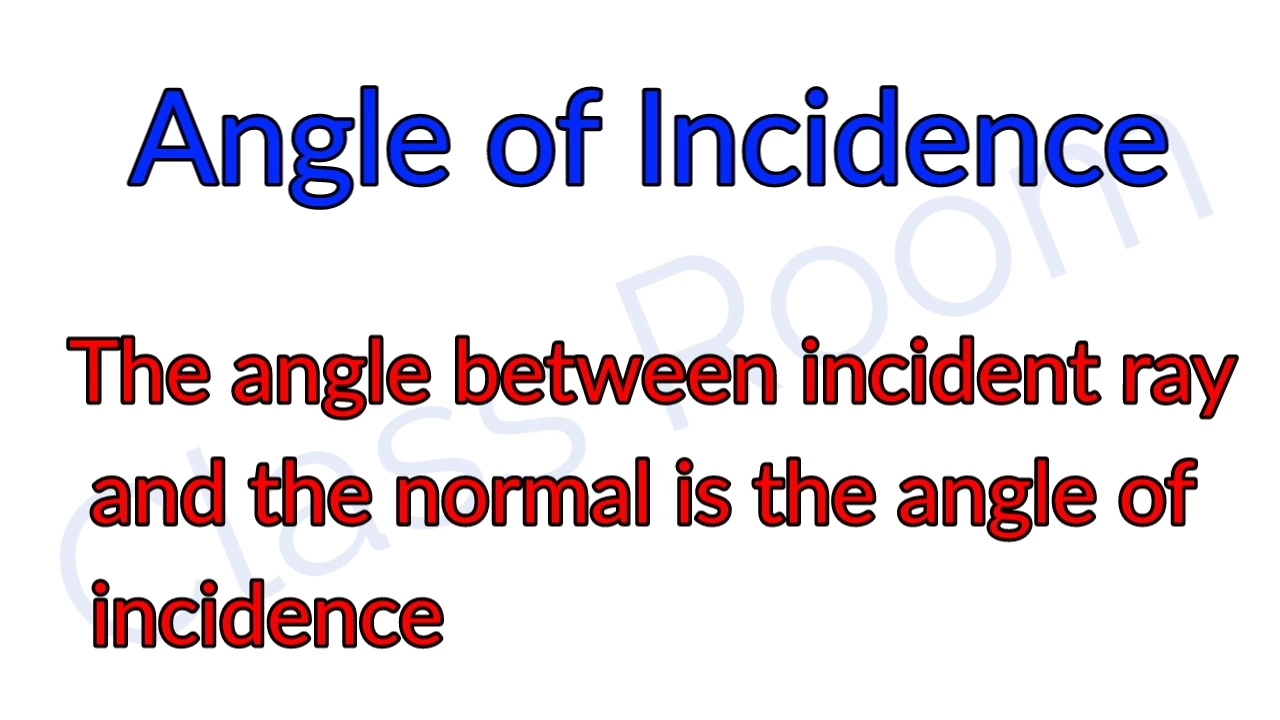 Angle of Incidence
Class Room
The angle between incident ray
and the normal is the angle of
incidence